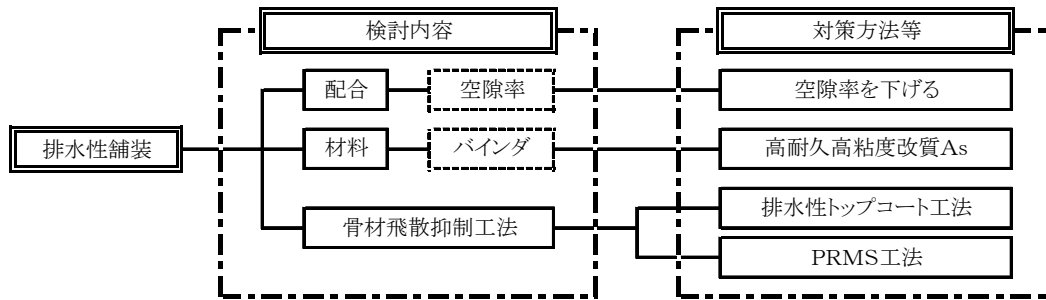 検討内容
対策方法等
配合
空隙率
空隙率を下げる
排水性舗装
材料
バインダ
高耐久高粘度改質As
骨材飛散抑制工法
排水性トップコート工法
PRMS工法